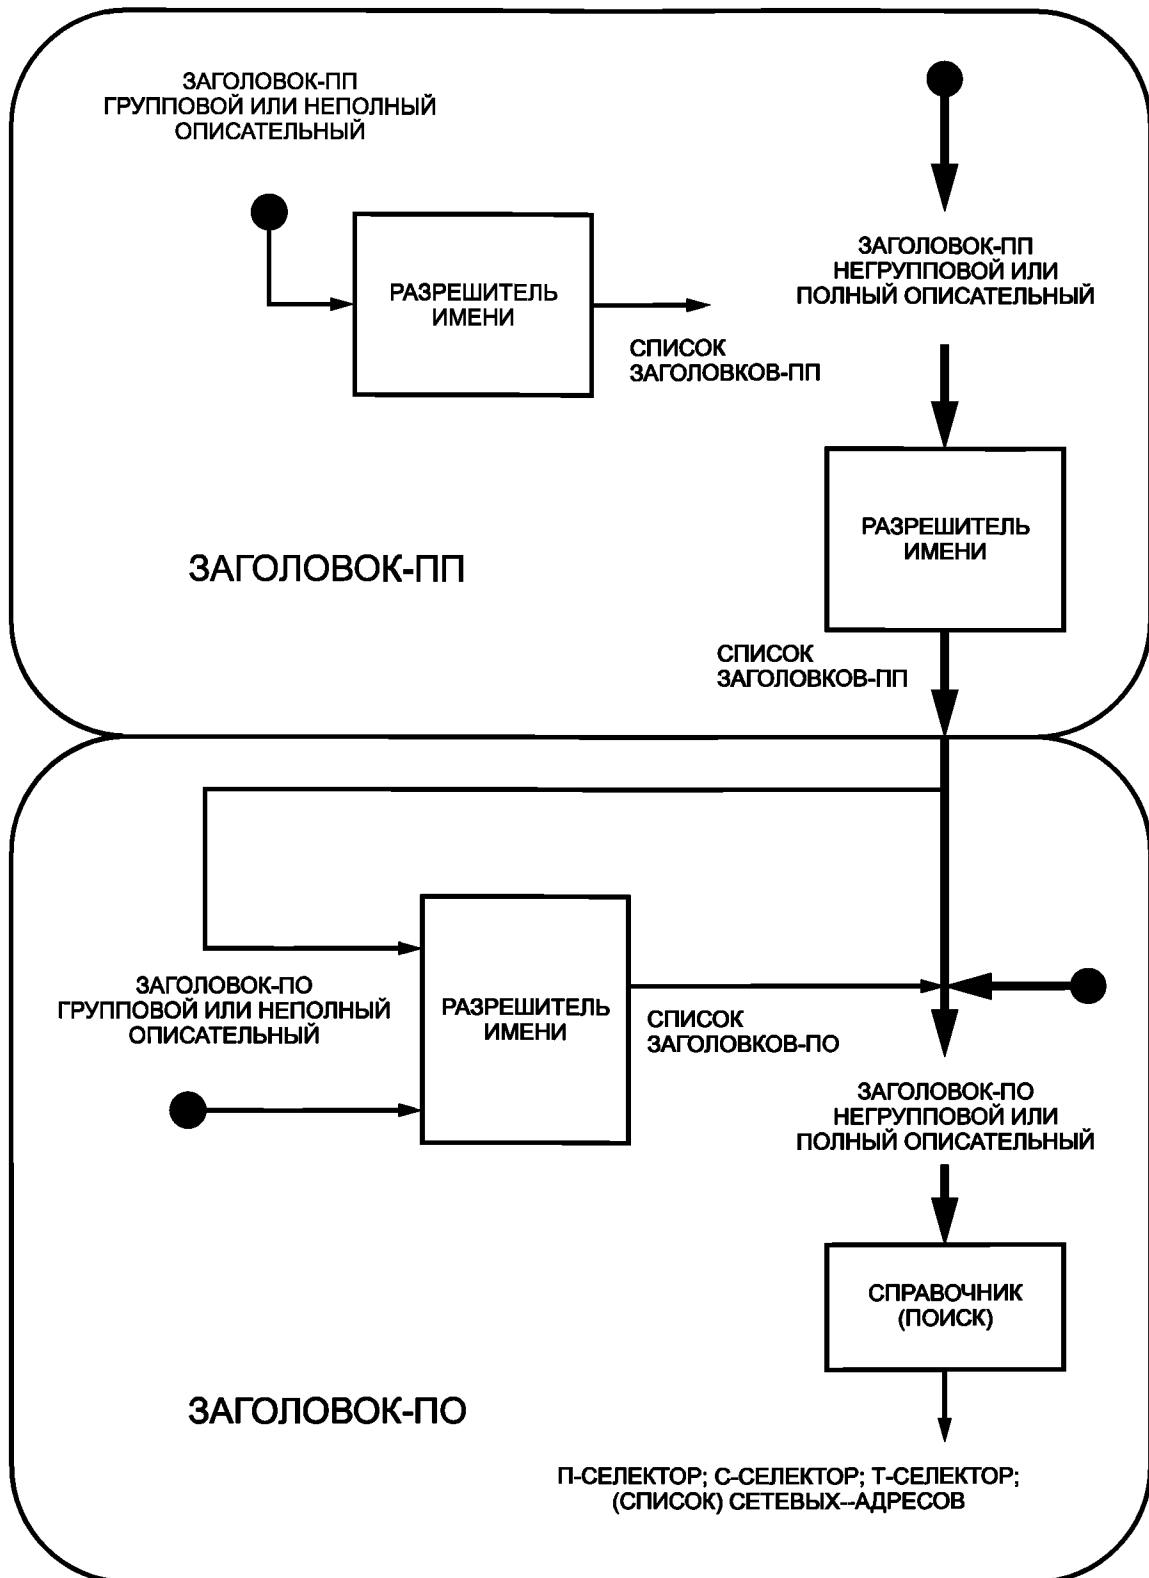 ЗАГОЛОВОК-ПП
ГРУППОВОЙ ИЛИ НЕПОЛНЫЙ
ОПИСАТЕЛЬНЫЙ
ЗАГОЛОВОК-ПП
НЕГРУППОВОЙ ИЛИ
ПОЛНЫЙ ОПИСАТЕЛЬНЫЙ
РАЗРЕШИТЕЛЬ
ИМЕНИ
СПИСОК
ЗАГОЛОВКОВ-ПП
РАЗРЕШИТЕЛЬ
ИМЕНИ
ЗАГОЛОВОК-ПП
СПИСОК
ЗАГОЛОВКОВ-ПП
ЗАГОЛОВОК-ПО
ГРУППОВОЙ ИЛИ НЕПОЛНЫЙ
ОПИСАТЕЛЬНЫЙ
РАЗРЕШИТЕЛЬ
ИМЕНИ
СПИСОК
ЗАГОЛОВКОВ-ПО
ЗАГОЛОВОК-ПО
НЕГРУППОВОЙ ИЛИ
ПОЛНЫЙ ОПИСАТЕЛЬНЫЙ
СПРАВОЧНИК
(ПОИСК)
ЗАГОЛОВОК-ПО
П-СЕЛЕКТОР; С-СЕЛЕКТОР; Т-СЕЛЕКТОР;
(СПИСОК) СЕТЕВЫХ--АДРЕСОВ